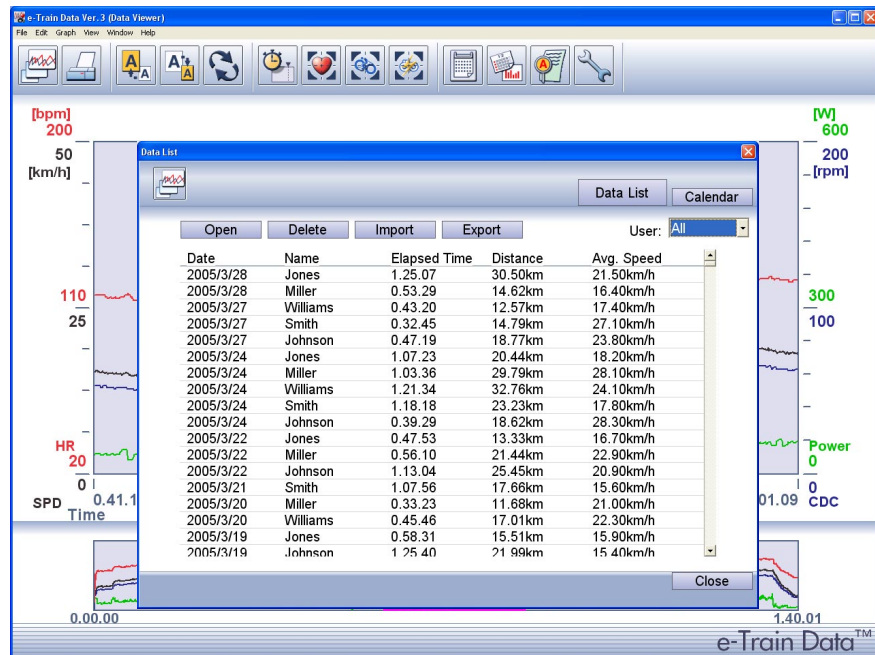 e-Train Data Ver. 3 (Data Viewer)
File Edit Graph View Window Help
A A
A A
A
[bpm]
200
50
[km/h]
[W]
600
200
[rpm]
Data List
Data List Calendar
Open Delete Import Export User: All
Date Name Elapsed Time Distance Avg. Speed
2005/3/28 Jones 1.25.07 30.50km 21.50km/h
2005/3/28 Miller 0.53.29 14.62km 16.40km/h
2005/3/27 Williams 0.43.20 12.57km 17.40km/h
2005/3/27 Smith 0.32.45 14.79km 27.10km/h
2005/3/27 Johnson 0.47.19 18.77km 23.80km/h
2005/3/24 Jones 1.07.23 20.44km 18.20km/h
2005/3/24 Miller 1.03.36 29.79km 28.10km/h
2005/3/24 Williams 1.21.34 32.76km 24.10km/h
2005/3/24 Smith 1.18.18 23.23km 17.80km/h
2005/3/24 Johnson 0.39.29 18.62km 28.30km/h
2005/3/22 Jones 0.47.53 13.33km 16.70km/h
2005/3/22 Miller 0.56.10 21.44km 22.90km/h
2005/3/22 Johnson 1.13.04 25.45km 20.90km/h
2005/3/21 Smith 1.07.56 17.66km 15.60km/h
2005/3/20 Miller 0.33.23 11.68km 21.00km/h
2005/3/20 Williams 0.45.46 17.01km 22.30km/h
2005/3/19 Jones 0.58.31 15.51km 15.90km/h
2005/3/19 Johnson 1.25.40 21.99km 15.40km/h
Close
110
25
300
100
HR
20
0
SPD 0.41.1
Time
Power
0
0
01.09 CDC
0.00.00 1.40.01
e-Train Data™